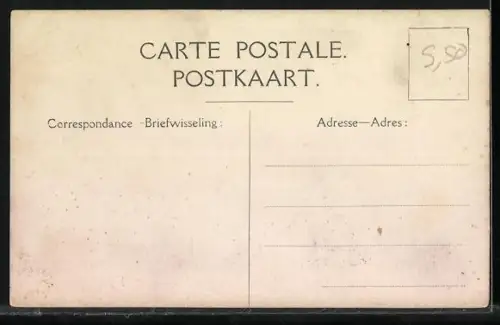 CARTE POSTALE.
POSTKAART.
5,50
Correspondance -Briefwisseling:
Adresse—Adres: